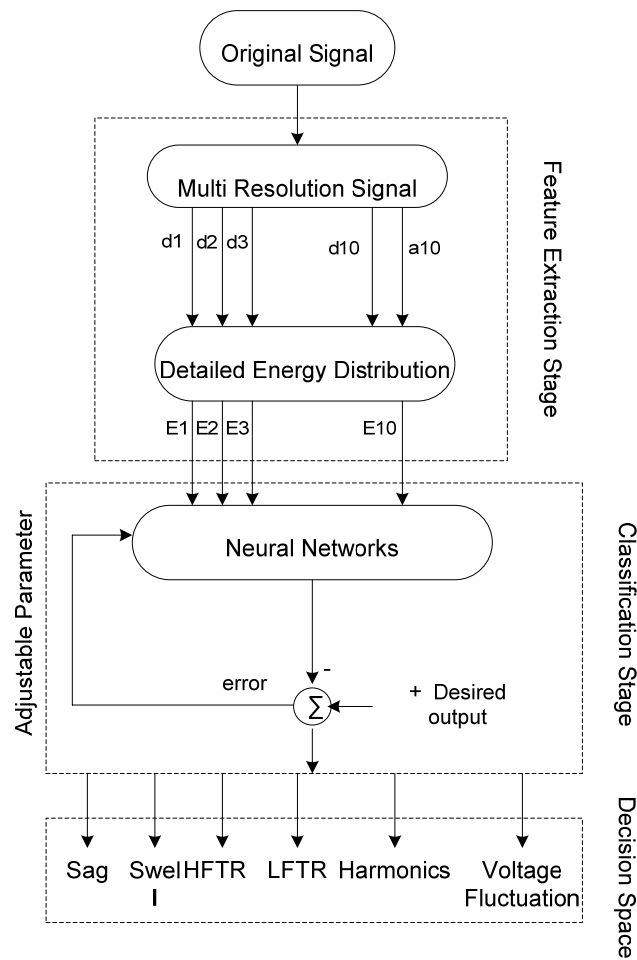 Original Signal
Multi Resolution Signal
d1 d2 d3 d10 a10
Detailed Energy Distribution
E1 E2 E3 E10
Feature Extraction Stage
Neural Networks
-
error
Σ
+ Desired
output
Adjustable Parameter
Classification Stage
Sag
Swel
l
HFTR
LFTR
Harmonics
Voltage
Fluctuation
Decision Space